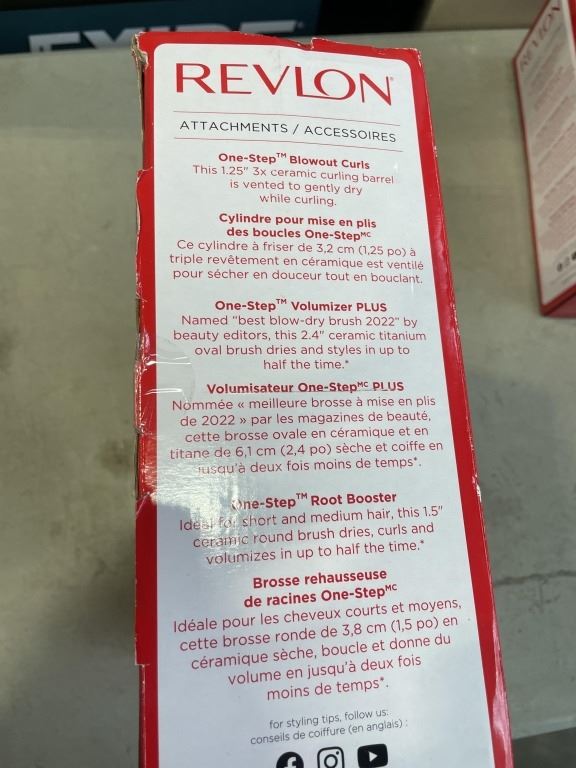 REVLON®
ATTACHMENTS / ACCESSOIRES
One-Step™ Blowout Curls
This 1.25" 3x ceramic curling barrel
is vented to gently dry
while curling.
Cylindre pour mise en plis
des boucles One-Stepᴹᶜ
Ce cylindre à friser de 3,2 cm (1,25 po) à
triple revêtement en céramique est ventilé
pour sécher en douceur tout en bouclant.
One-Step™ Volumizer PLUS
Named "best blow-dry brush 2022" by
beauty editors, this 2.4" ceramic titanium
oval brush dries and styles in up to
half the time.*
Volumisateur One-Stepᴹᶜ PLUS
Nommée « meilleure brosse à mise en plis
de 2022 » par les magazines de beauté,
cette brosse ovale en céramique et en
titane de 6,1 cm (2,4 po) sèche et coiffe en
jusqu'à deux fois moins de temps*.
One-Step™ Root Booster
Ideal for short and medium hair, this 1.5"
ceramic round brush dries, curls and
volumizes in up to half the time.*
Brosse rehausseuse
de racines One-Stepᴹᶜ
Idéale pour les cheveux courts et moyens,
cette brosse ronde de 3,8 cm (1,5 po) en
céramique sèche, boucle et donne du
volume en jusqu'à deux fois
moins de temps*.
for styling tips, follow us:
conseils de coiffure (en anglais) :
REVLON